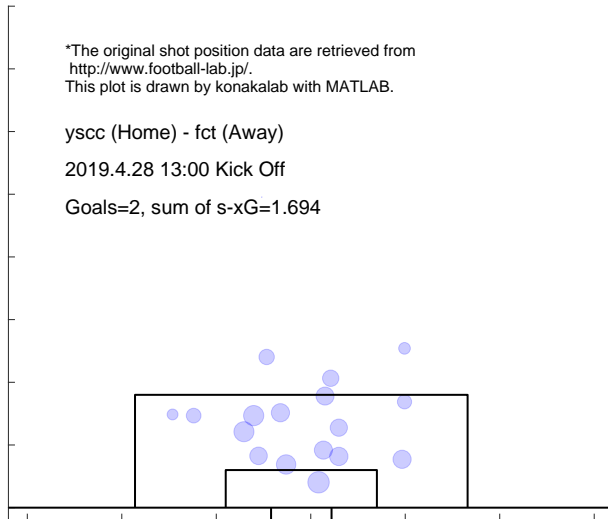 *The original shot position data are retrieved from
http://www.football-lab.jp/.
This plot is drawn by konakalab with MATLAB.
yscc (Home) - fct (Away)
2019.4.28 13:00 Kick Off
Goals=2, sum of s-xG=1.694